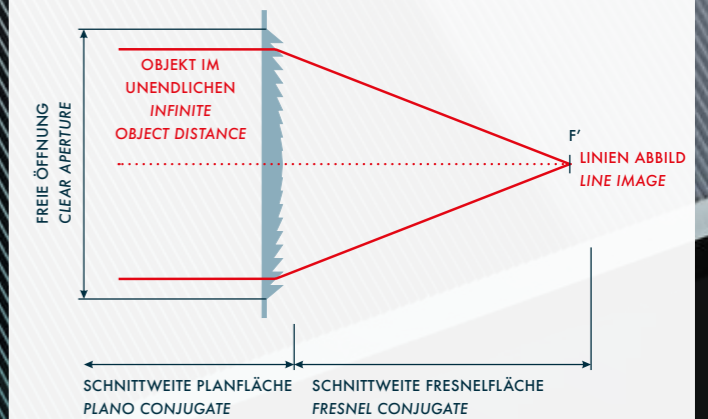 OBJEKT IM
UNENDLICHEN
INFINITE
OBJECT DISTANCE
FREIE ÖFFNUNG
CLEAR APERTURE
F’
LINIEN ABBILD
LINE IMAGE
SCHNITTWEITE PLANFLÄCHE
PLANO CONJUGATE
SCHNITTWEITE FRESNELFLÄCHE
FRESNEL CONJUGATE